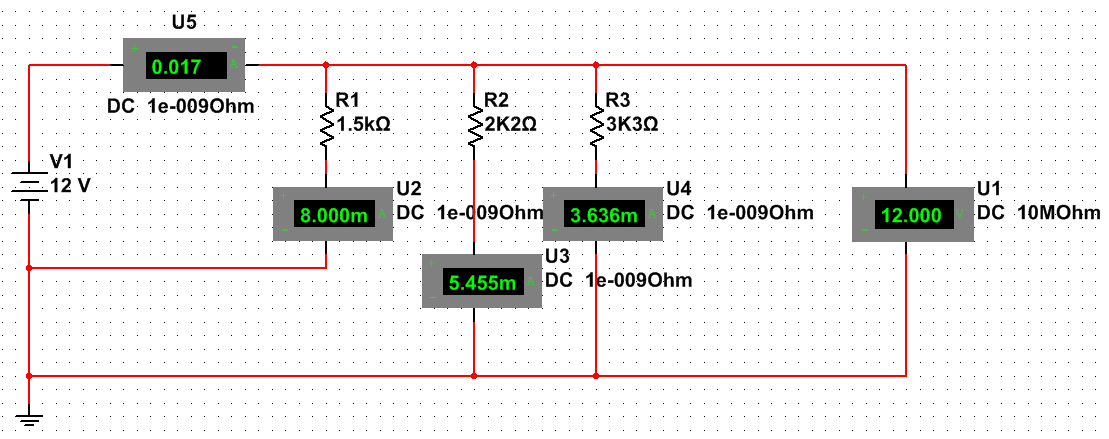 U5
0.017 A
DC 1e-009Ohm
R1
1.5kΩ
R2
2K2Ω
R3
3K3Ω
V1
12 V
U2
8.000m A
DC 1e-009Ohm
U4
3.636m A
DC 1e-009Ohm
U1
12.000 V
DC 10MOhm
U3
5.455m A
DC 1e-009Ohm